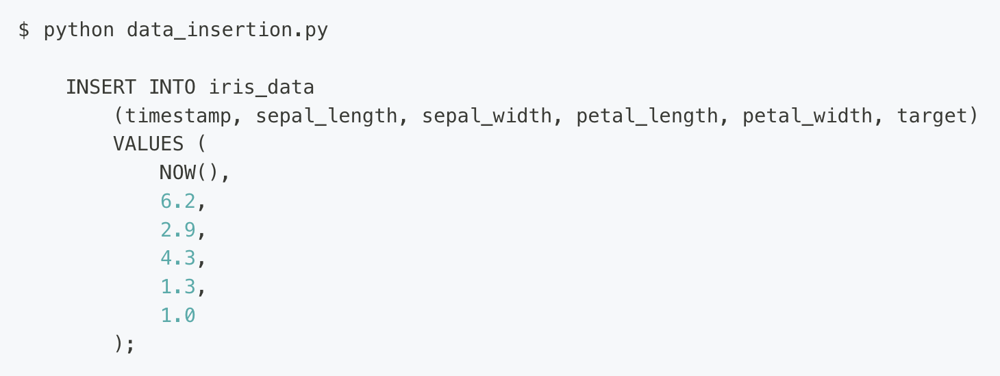 $ python data_insertion.py
INSERT INTO iris_data
(timestamp, sepal_length, sepal_width, petal_length, petal_width, target)
VALUES (
NOW(),
6.2,
2.9,
4.3,
1.3,
1.0
);